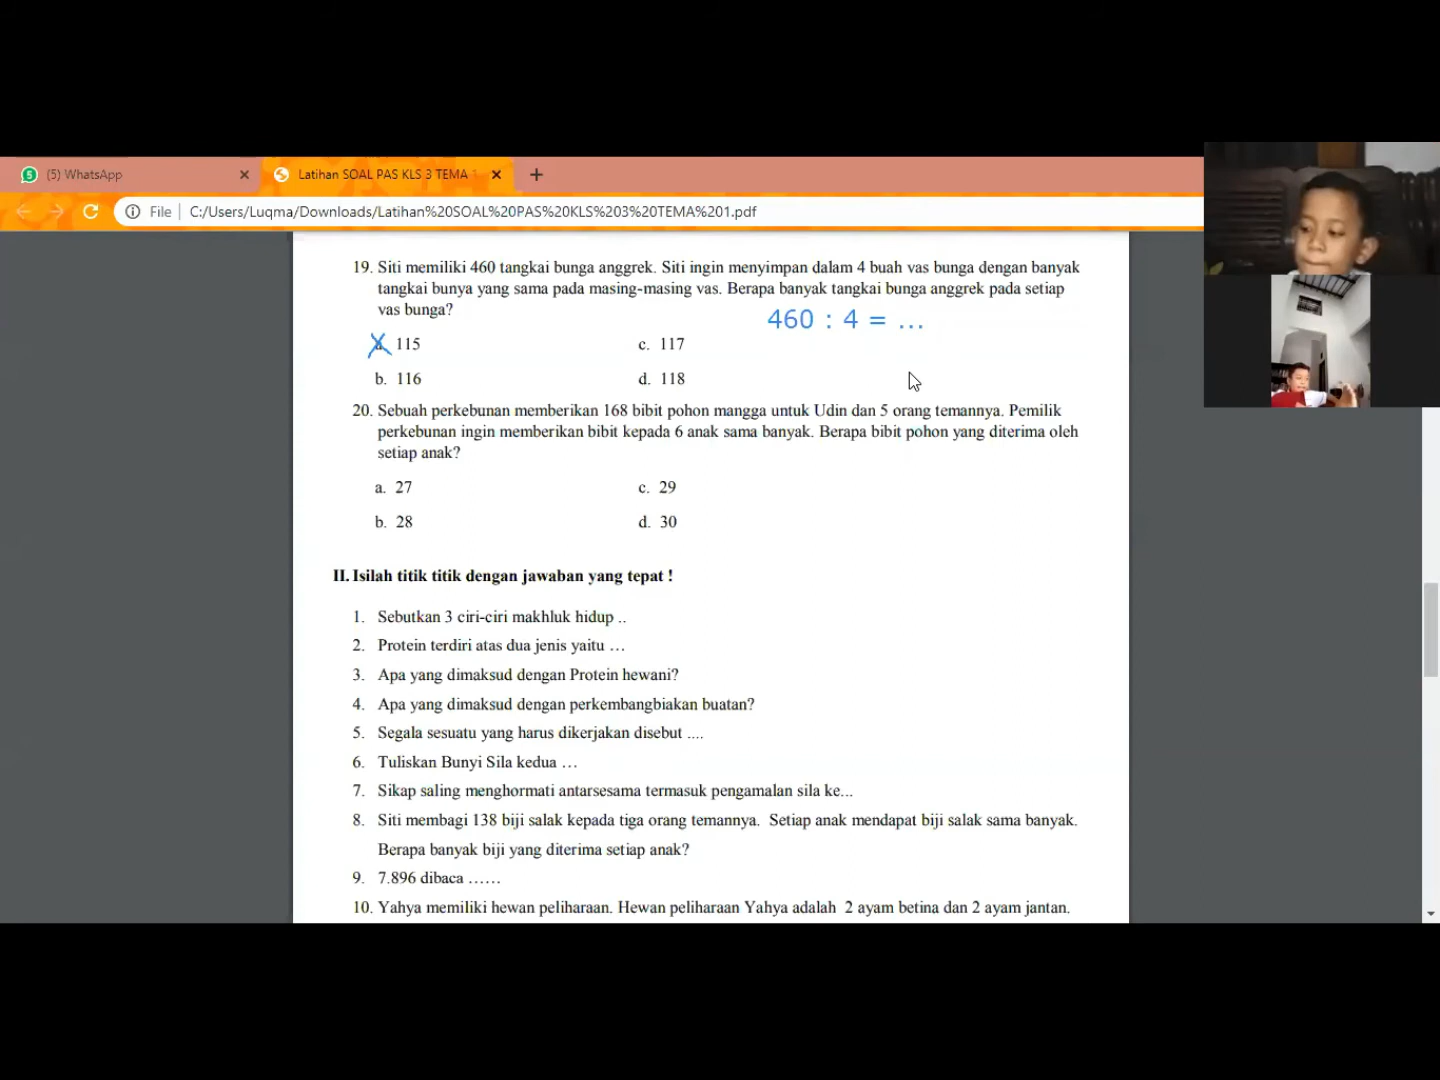 (5) WhatsApp
Latihan SOAL PAS KLS 3 TEMA
File C:/Users/Luqma/Downloads/Latihan%20SOAL%20PAS%20KLS%203%20TEMA%201.pdf
19. Siti memiliki 460 tangkai bunga anggrek. Siti ingin menyimpan dalam 4 buah vas bunga dengan banyak
tangkai bunya yang sama pada masing-masing vas. Berapa banyak tangkai bunga anggrek pada setiap
vas bunga?
460 : 4 = ...
115 c. 117
b. 116 d. 118
20. Sebuah perkebunan memberikan 168 bibit pohon mangga untuk Udin dan 5 orang temannya. Pemilik
perkebunan ingin memberikan bibit kepada 6 anak sama banyak. Berapa bibit pohon yang diterima oleh
setiap anak?
a. 27 c. 29
b. 28 d. 30
II. Isilah titik titik dengan jawaban yang tepat !
1. Sebutkan 3 ciri-ciri makhluk hidup ..
2. Protein terdiri atas dua jenis yaitu …
3. Apa yang dimaksud dengan Protein hewani?
4. Apa yang dimaksud dengan perkembangbiakan buatan?
5. Segala sesuatu yang harus dikerjakan disebut ....
6. Tuliskan Bunyi Sila kedua …
7. Sikap saling menghormati antarsesama termasuk pengamalan sila ke...
8. Siti membagi 138 biji salak kepada tiga orang temannya. Setiap anak mendapat biji salak sama banyak.
Berapa banyak biji yang diterima setiap anak?
9. 7.896 dibaca ……
10. Yahya memiliki hewan peliharaan. Hewan peliharaan Yahya adalah 2 ayam betina dan 2 ayam jantan.